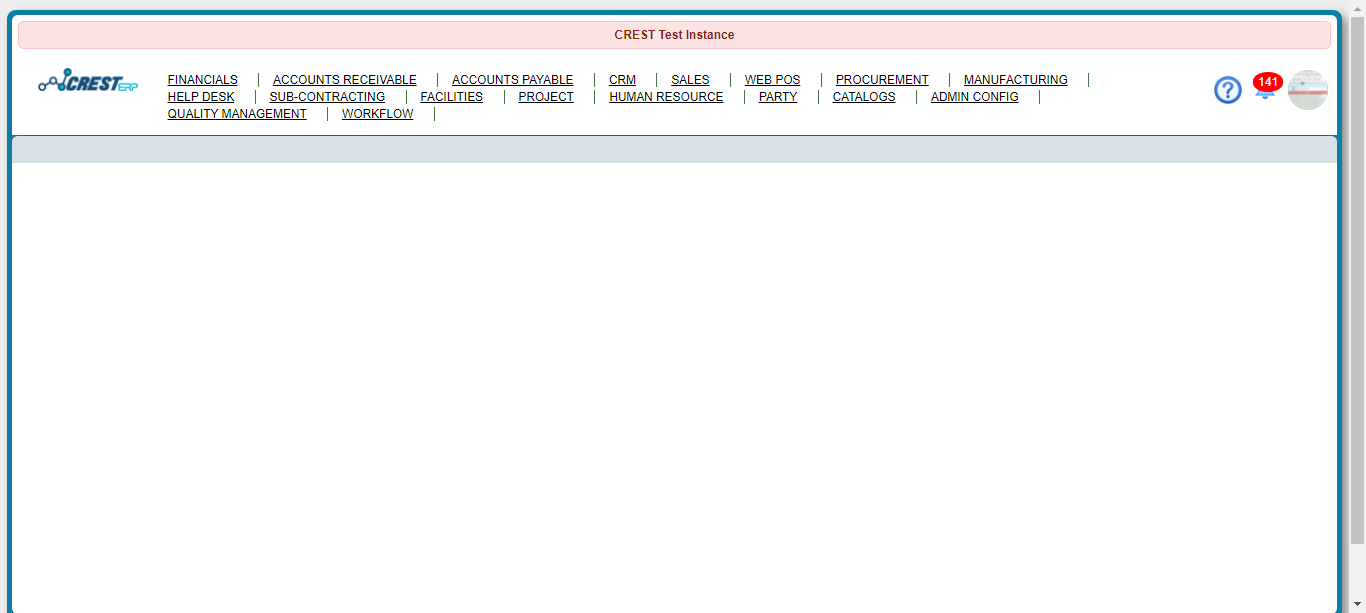 CREST Test Instance
CREST ERP
FINANCIALS | ACCOUNTS RECEIVABLE | ACCOUNTS PAYABLE | CRM | SALES | WEB POS | PROCUREMENT | MANUFACTURING |
HELP DESK | SUB-CONTRACTING | FACILITIES | PROJECT | HUMAN RESOURCE | PARTY | CATALOGS | ADMIN CONFIG |
QUALITY MANAGEMENT | WORKFLOW |
?
141